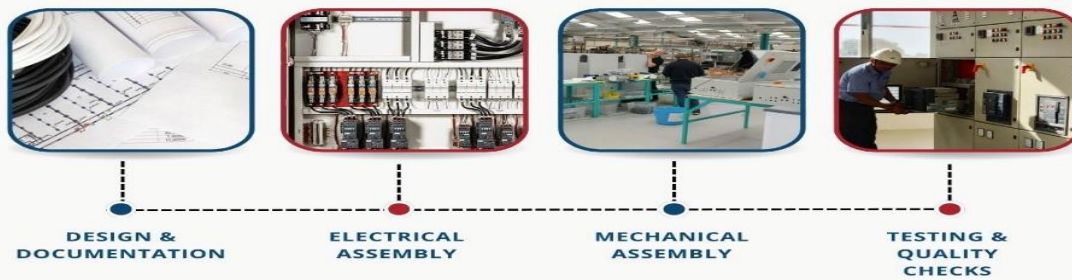 DESIGN &
DOCUMENTATION
ELECTRICAL
ASSEMBLY
MECHANICAL
ASSEMBLY
TESTING &
QUALITY
CHECKS